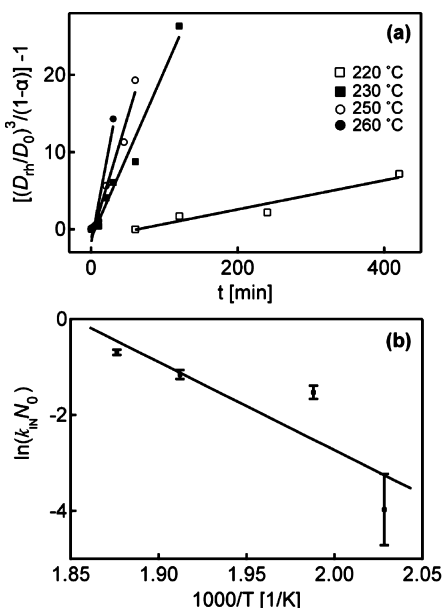 (a)
[(D_rh/D_0)^3/(1-α)] -1
20
10
0
220 °C
230 °C
250 °C
260 °C
0
200
400
t [min]
(b)
ln(k_IN N_0)
0
-2
-4
1.85
1.90
1.95
2.00
2.05
1000/T [1/K]